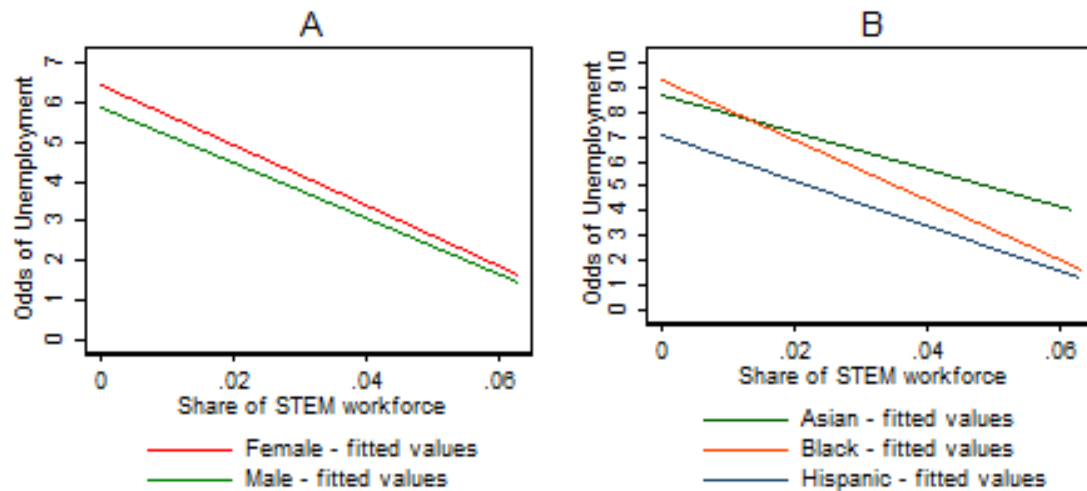 A
Odds of Unemployment
7
6
5
4
3
2
1
0
0 .02 .04 .06
Share of STEM workforce
Female - fitted values
Male - fitted values
B
Odds of Unemployment
10
9
8
7
6
5
4
3
2
1
0
0 .02 .04 .06
Share of STEM workforce
Asian - fitted values
Black - fitted values
Hispanic - fitted values